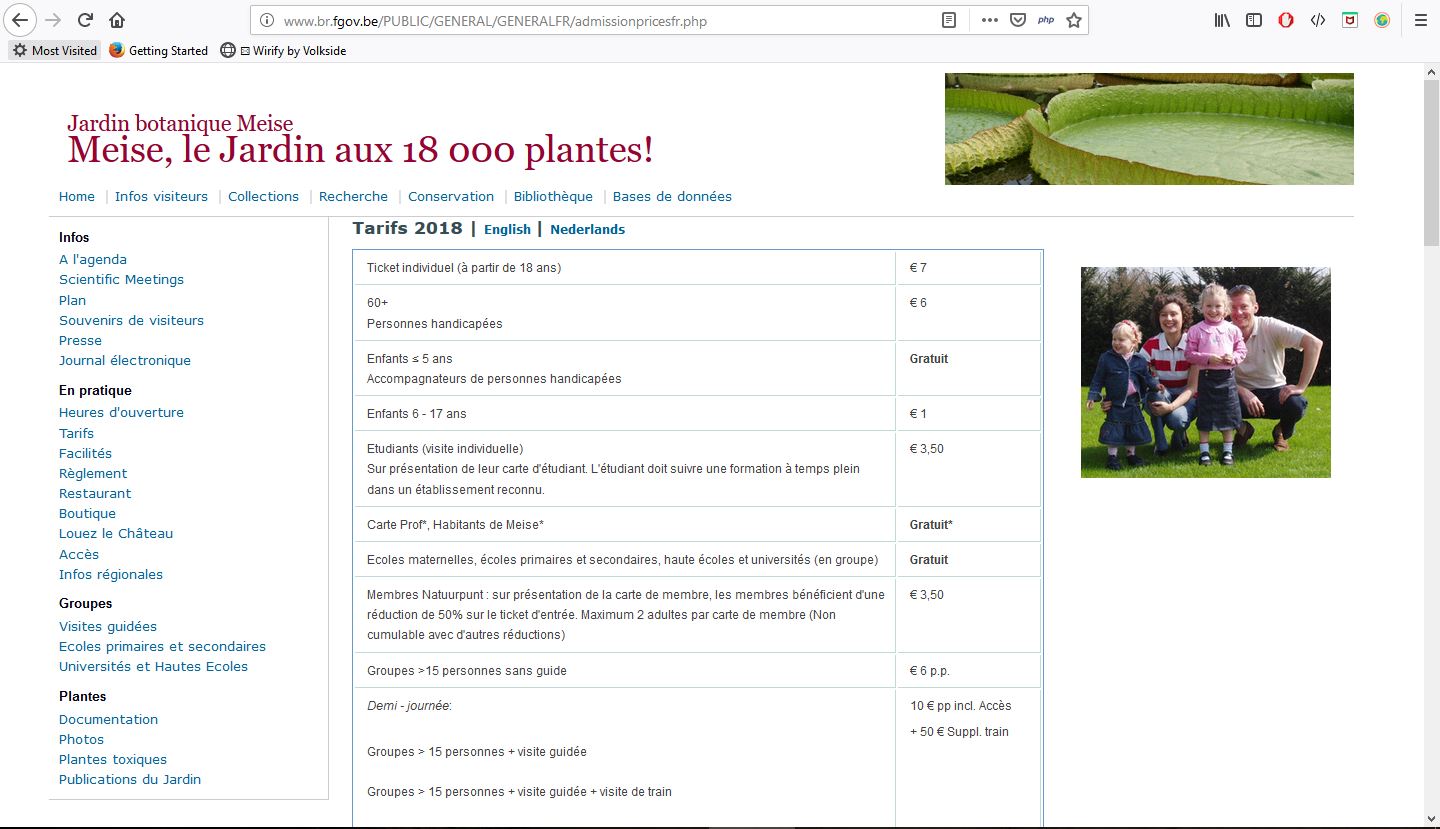 www.br.fgov.be/PUBLIC/GENERAL/GENERALFR/admissionpricesfr.php
php
Most Visited
Getting Started
Wirify by Volkside
Jardin botanique Meise
Meise, le Jardin aux 18 000 plantes!
Home | Infos visiteurs | Collections | Recherche | Conservation | Bibliothèque | Bases de données
Infos
A l'agenda
Scientific Meetings
Plan
Souvenirs de visiteurs
Presse
Journal électronique
En pratique
Heures d'ouverture
Tarifs
Facilités
Règlement
Restaurant
Boutique
Louez le Château
Accès
Infos régionales
Groupes
Visites guidées
Ecoles primaires et secondaires
Universités et Hautes Ecoles
Plantes
Documentation
Photos
Plantes toxiques
Publications du Jardin
Tarifs 2018 | English | Nederlands
Ticket individuel (à partir de 18 ans) € 7
60+ € 6
Personnes handicapées
Enfants ≤ 5 ans Gratuit
Accompagnateurs de personnes handicapées
Enfants 6 - 17 ans € 1
Etudiants (visite individuelle) € 3,50
Sur présentation de leur carte d'étudiant. L'étudiant doit suivre une formation à temps plein
dans un établissement reconnu.
Carte Prof*, Habitants de Meise* Gratuit*
Ecoles maternelles, écoles primaires et secondaires, haute écoles et universités (en groupe) Gratuit
Membres Natuurpunt : sur présentation de la carte de membre, les membres bénéficient d'une € 3,50
réduction de 50% sur le ticket d'entrée. Maximum 2 adultes par carte de membre (Non
cumulable avec d'autres réductions)
Groupes >15 personnes sans guide € 6 p.p.
Demi - journée: 10 € pp incl. Accès
+ 50 € Suppl. train
Groupes > 15 personnes + visite guidée
Groupes > 15 personnes + visite guidée + visite de train